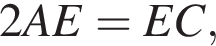 2AE = EC,